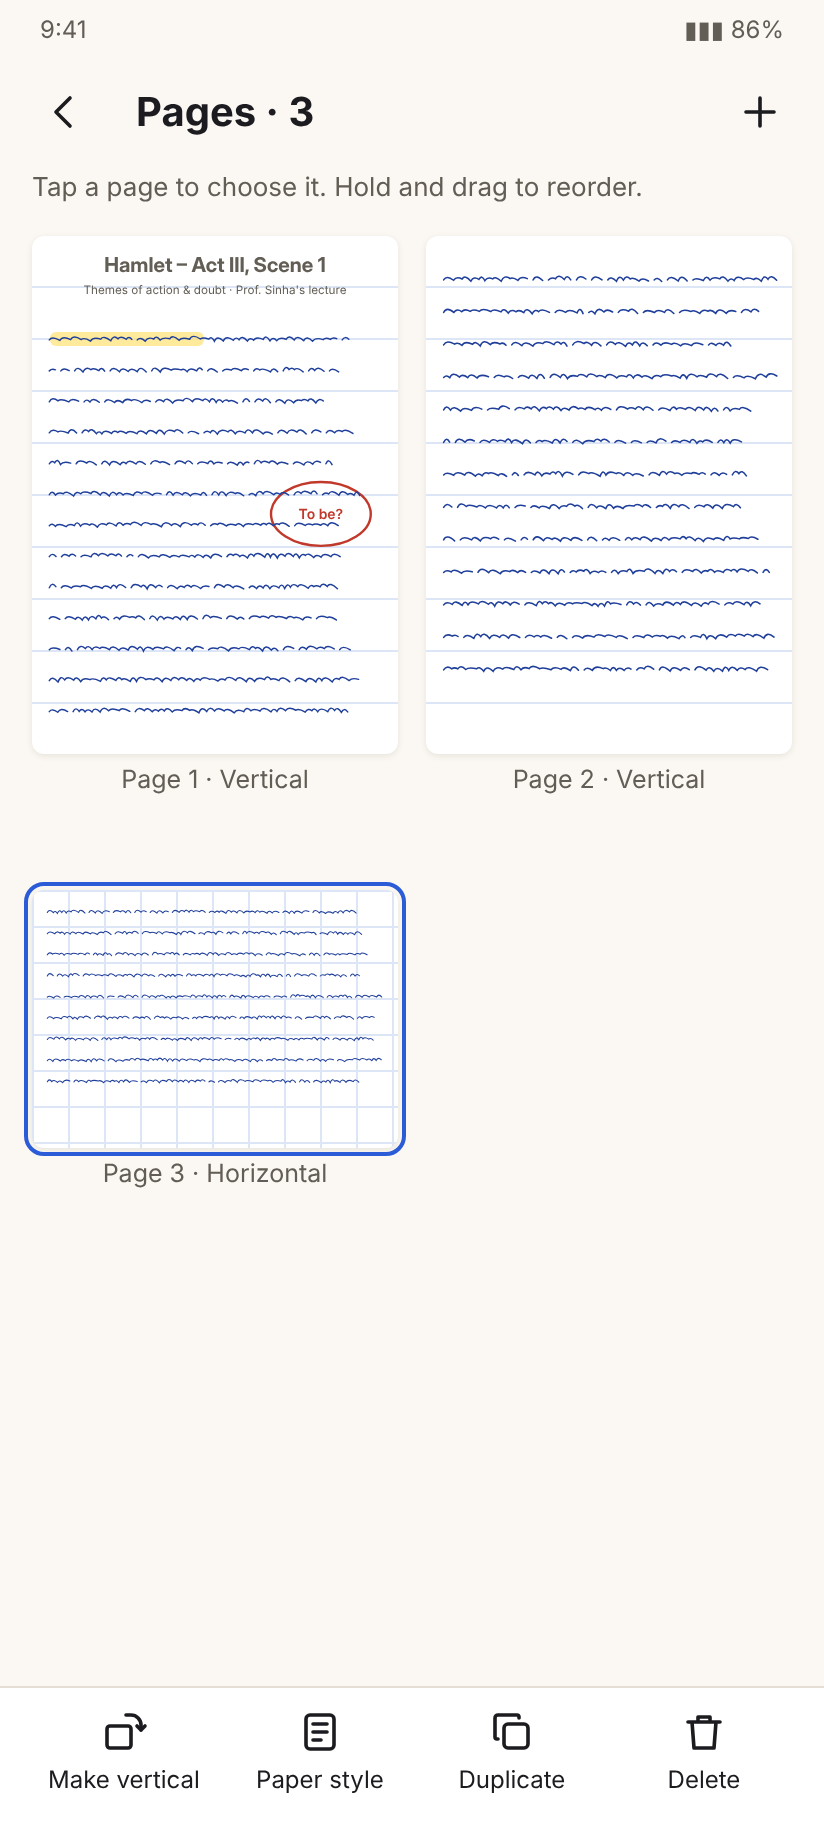 9:41 86%
Pages · 3
Tap a page to choose it. Hold and drag to reorder.
Hamlet – Act III, Scene 1
Themes of action & doubt · Prof. Sinha's lecture
To be?
Page 1 · Vertical
Page 2 · Vertical
Page 3 · Horizontal
Make vertical
Paper style
Duplicate
Delete